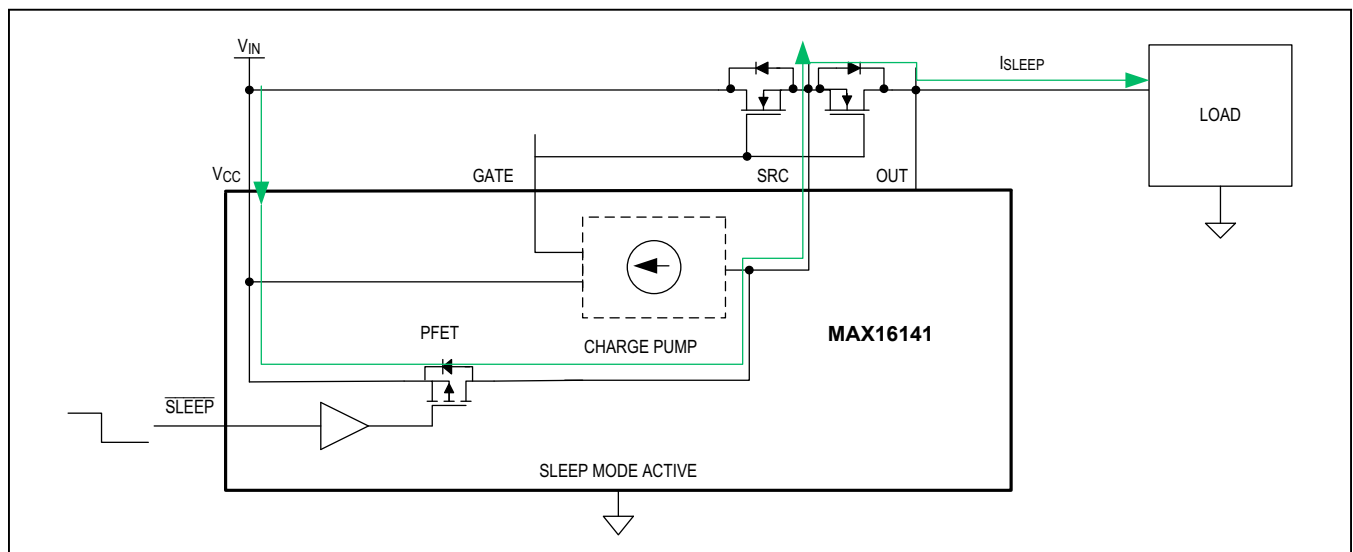 VIN
ISLEEP
LOAD
VCC
GATE
SRC
OUT
MAX16141
PFET
CHARGE PUMP
SLEEP
SLEEP MODE ACTIVE